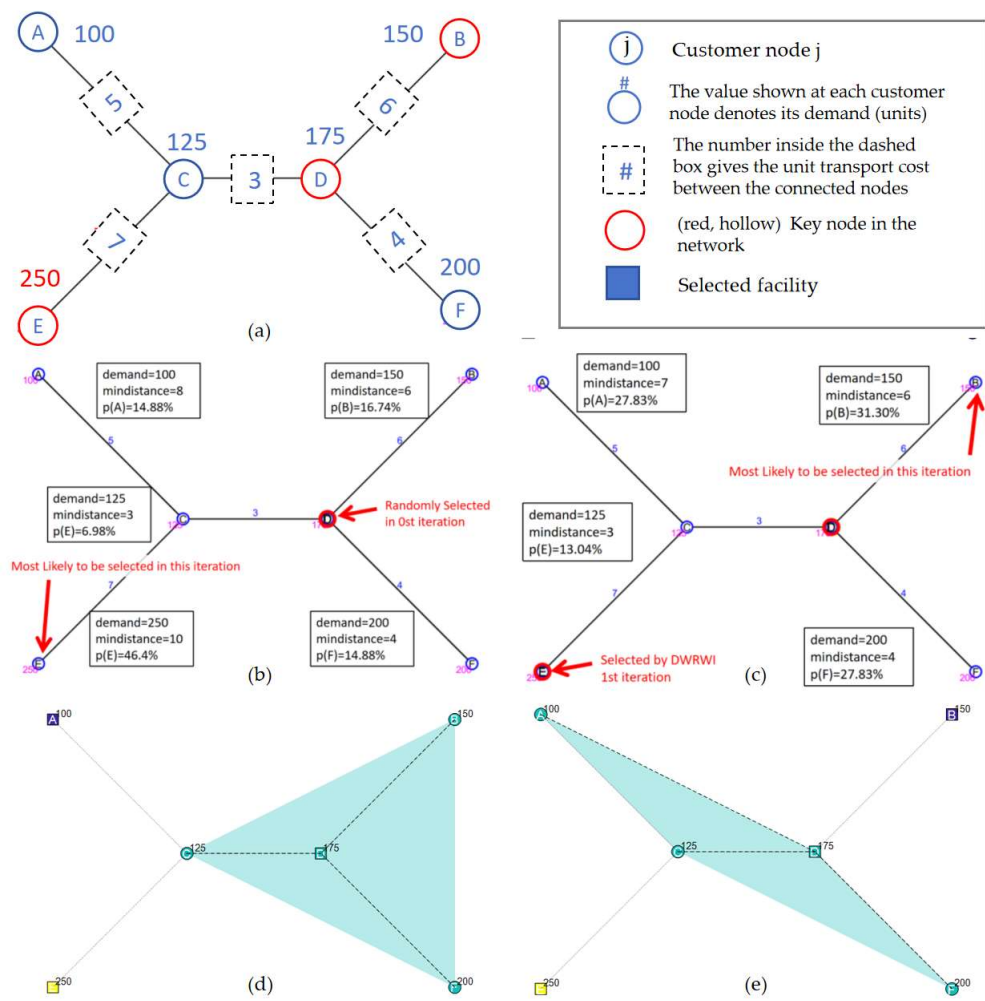 A 100
150 B
5
6
125
175
C
3
D
7
4
250
200
E
F
(a)
j Customer node j
#
The value shown at each customer
node denotes its demand (units)
The number inside the dashed
# box gives the unit transport cost
between the connected nodes
(red, hollow) Key node in the
network
Selected facility
A
100
demand=100
mindistance=8
p(A)=14.88%
demand=150
mindistance=6
p(B)=16.74%
B
150
5
6
demand=125
mindistance=3
p(E)=6.98%
C
3
Randomly Selected
in 0st iteration
Most Likely to be selected in this iteration
7
4
demand=250
mindistance=10
p(E)=46.4%
demand=200
mindistance=4
p(F)=14.88%
250
F
200
(b)
A
100
demand=100
mindistance=7
p(A)=27.83%
demand=150
mindistance=6
p(B)=31.30%
B
5
6
Most Likely to be selected in this iteration
demand=125
mindistance=3
p(E)=13.04%
C
3
7
4
demand=200
mindistance=4
p(F)=27.83%
E
Selected by DWRWI
1st iteration
F
200
(c)
A 100
B 150
C 125
175
250
200
(d)
A 100
B 150
C 125
175
250
200
(e)